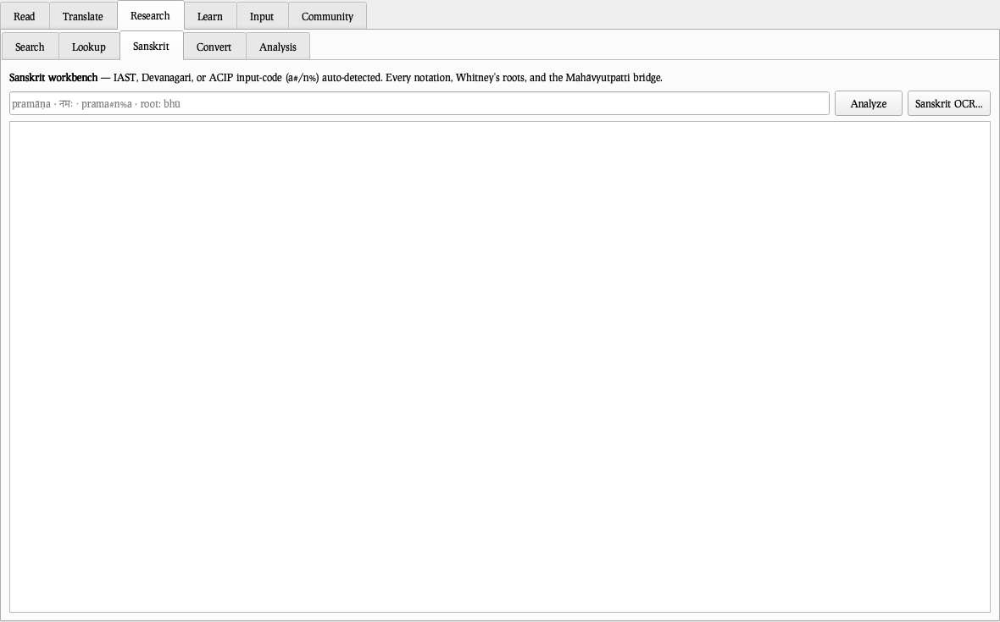 Read Translate Research Learn Input Community
Search Lookup Sanskrit Convert Analysis
Sanskrit workbench — IAST, Devanagari, or ACIP input-code (a#/n%) auto-detected. Every notation, Whitney's roots, and the Mahāvyutpatti bridge.
pramāṇa · नमः · prama#n%a · root: bhū Analyze Sanskrit OCR...